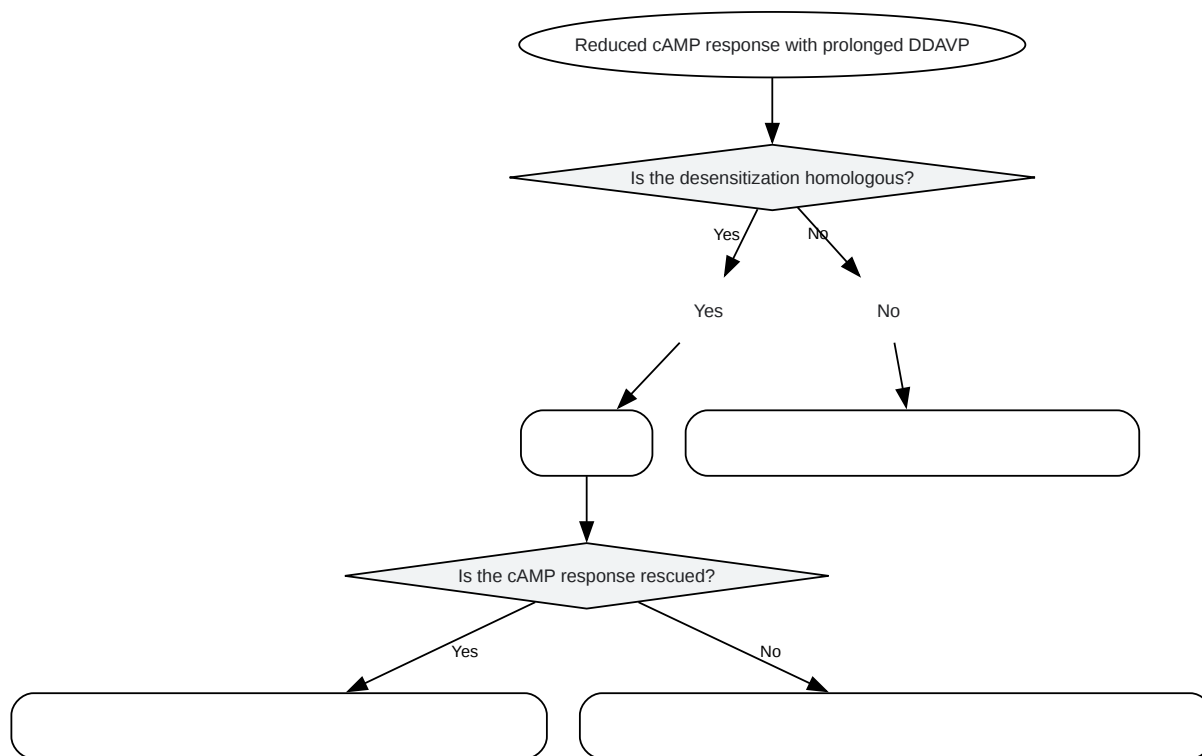 Reduced cAMP response with prolonged DDAVP
Is the desensitization homologous?
Yes
No
Yes
No
Is the cAMP response rescued?
Yes
No